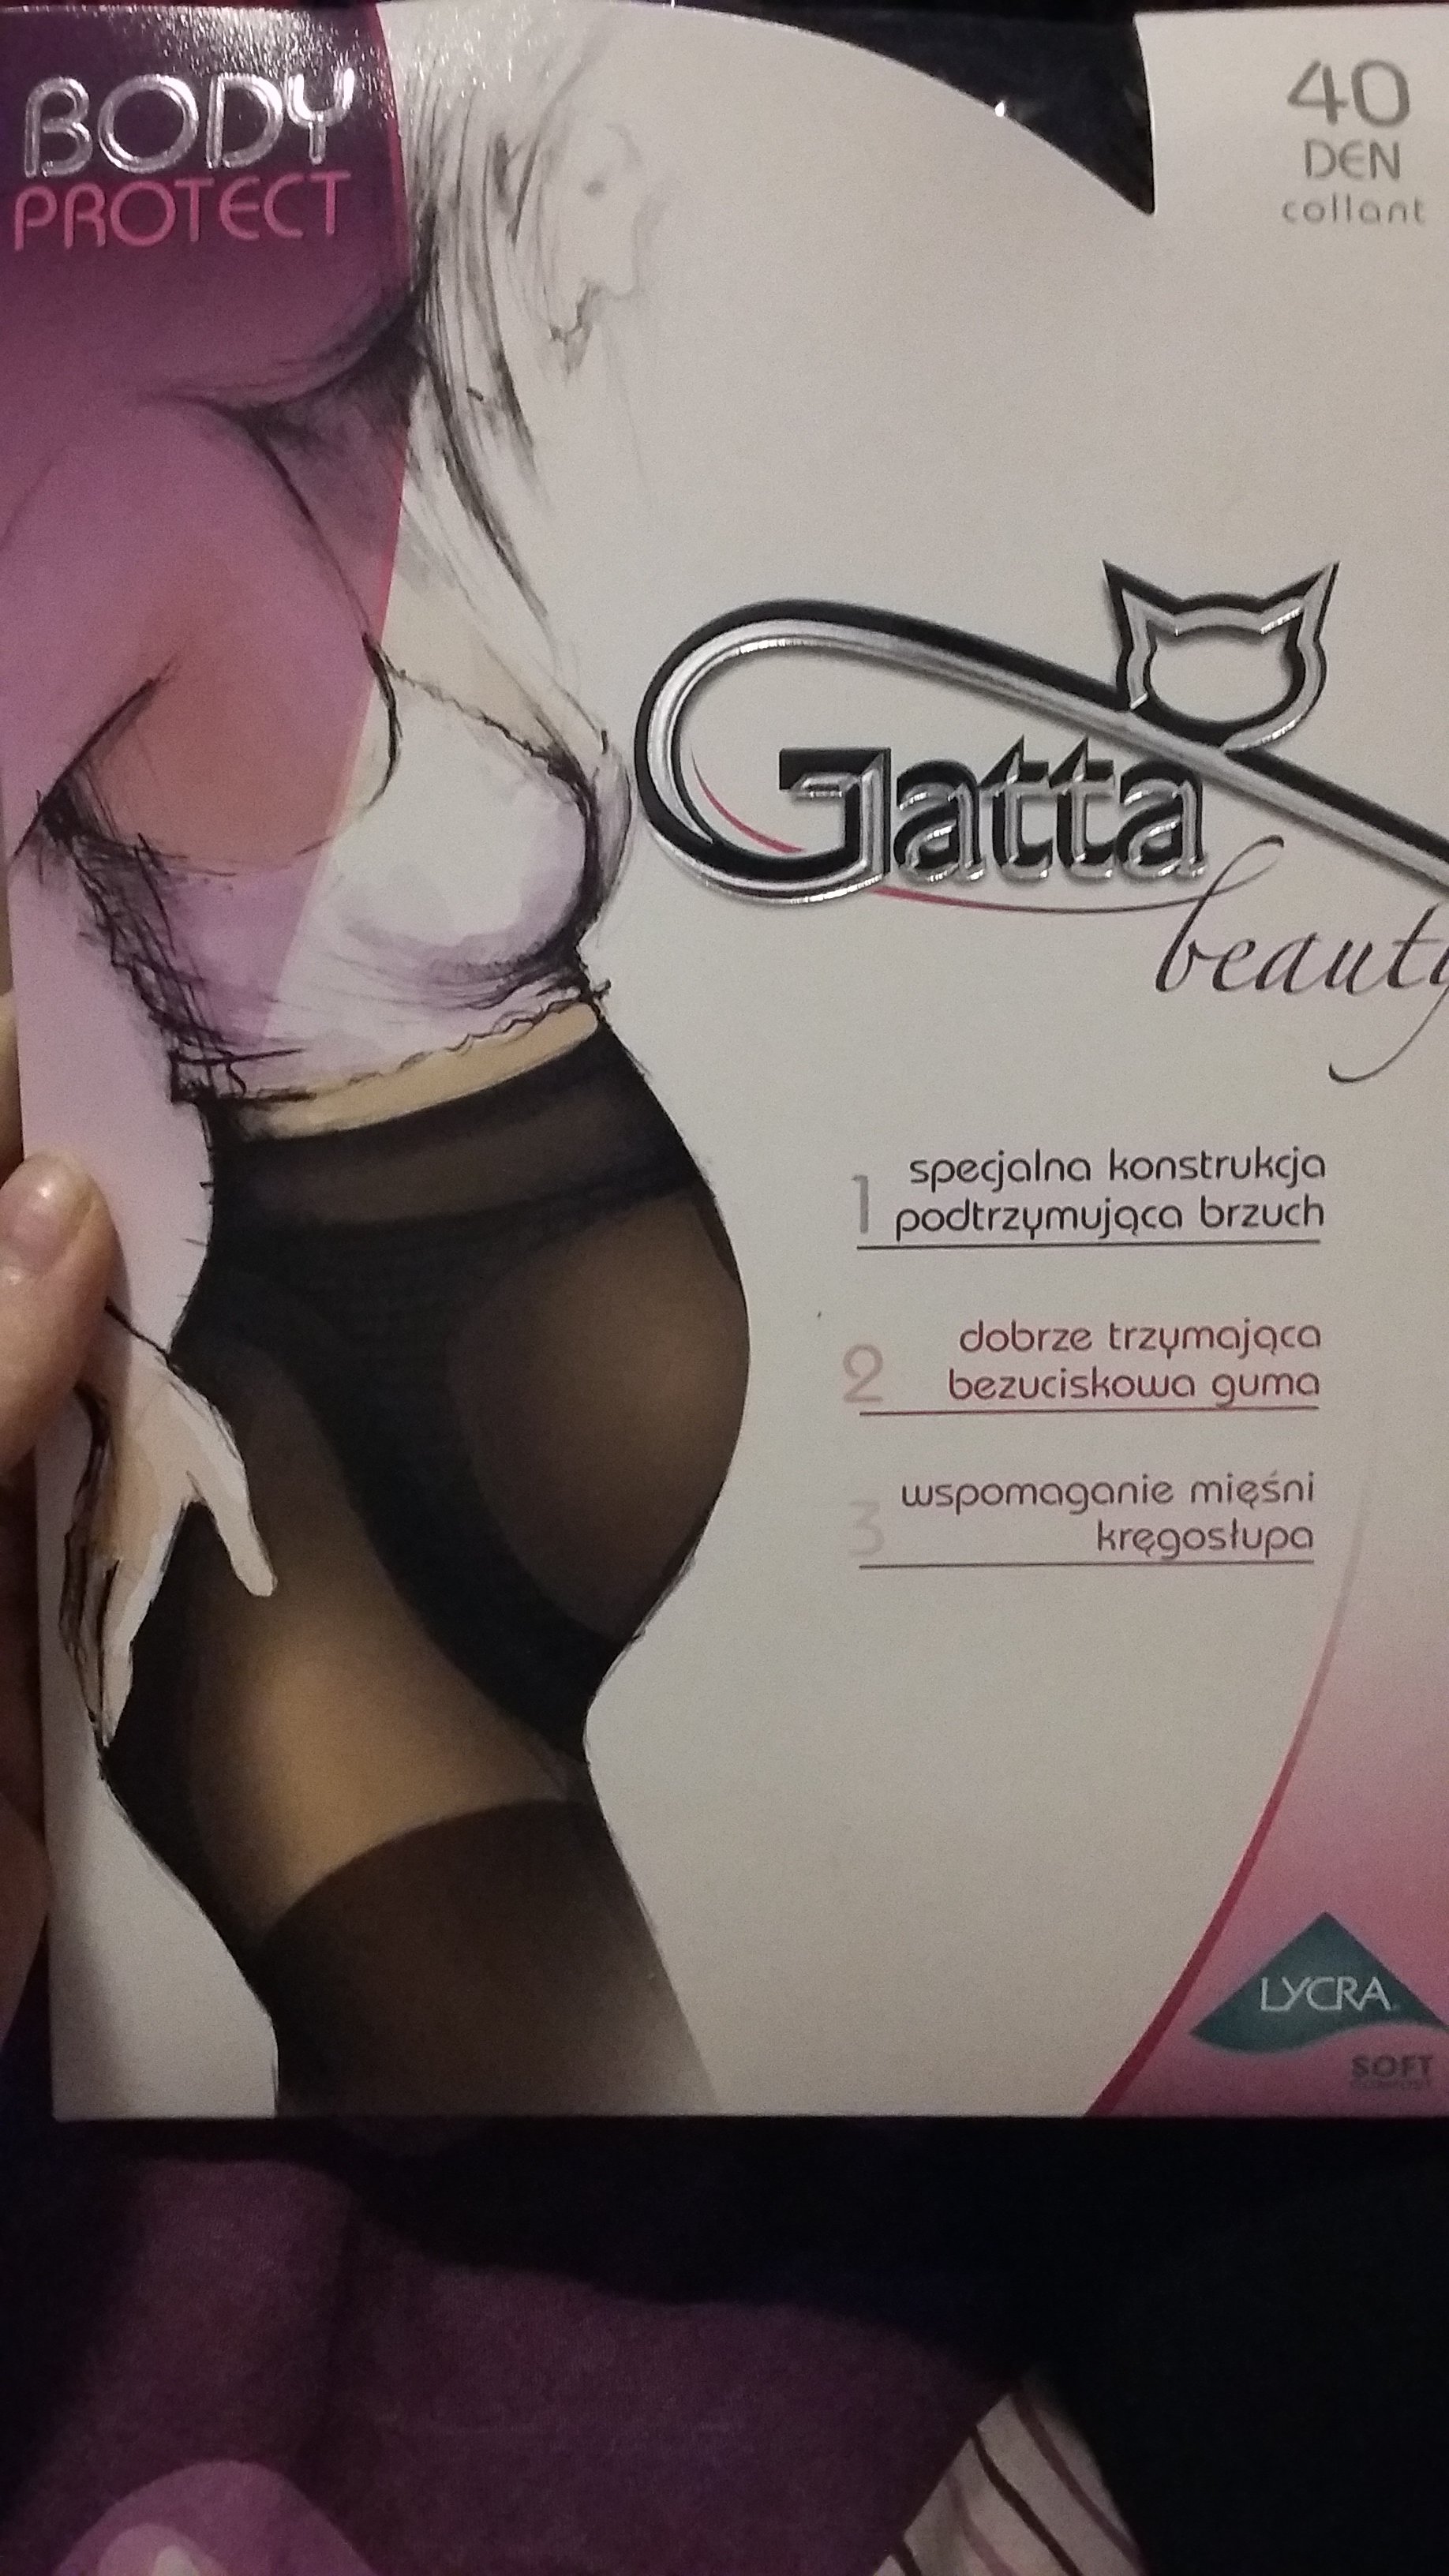 BODY
PROTECT
40
DEN
collant
Gatta
beauty
1 specjalna konstrukcja
podtrzymująca brzuch
2 dobrze trzymająca
bezuciskowa guma
3 wspomaganie mięśni
kręgosłupa
LYCRA
SOFT